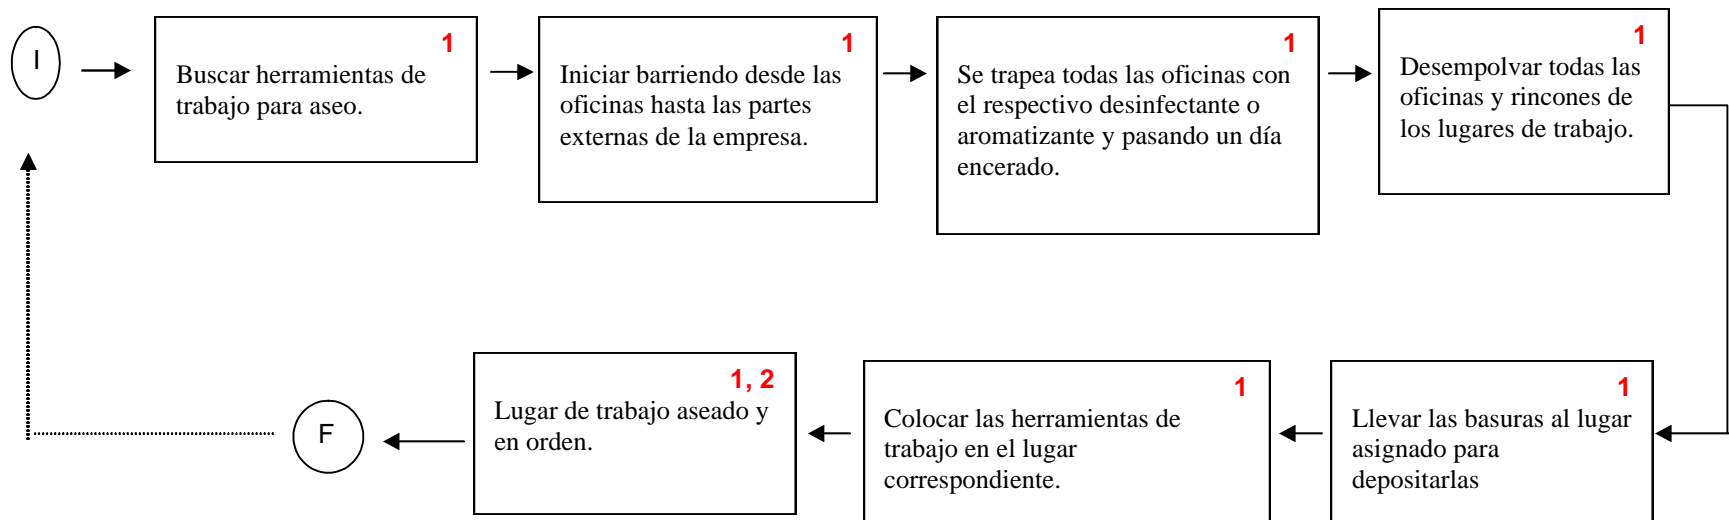 I
1
Buscar herramientas de
trabajo para aseo.
1
Iniciar barriendo desde las
oficinas hasta las partes
externas de la empresa.
1
Se trapea todas las oficinas con
el respectivo desinfectante o
aromatizante y pasando un día
encerado.
1
Desempolvar todas las
oficinas y rincones de
los lugares de trabajo.
1
Llevar las basuras al lugar
asignado para
depositarlas
1
Colocar las herramientas de
trabajo en el lugar
correspondiente.
1, 2
Lugar de trabajo aseado y
en orden.
F